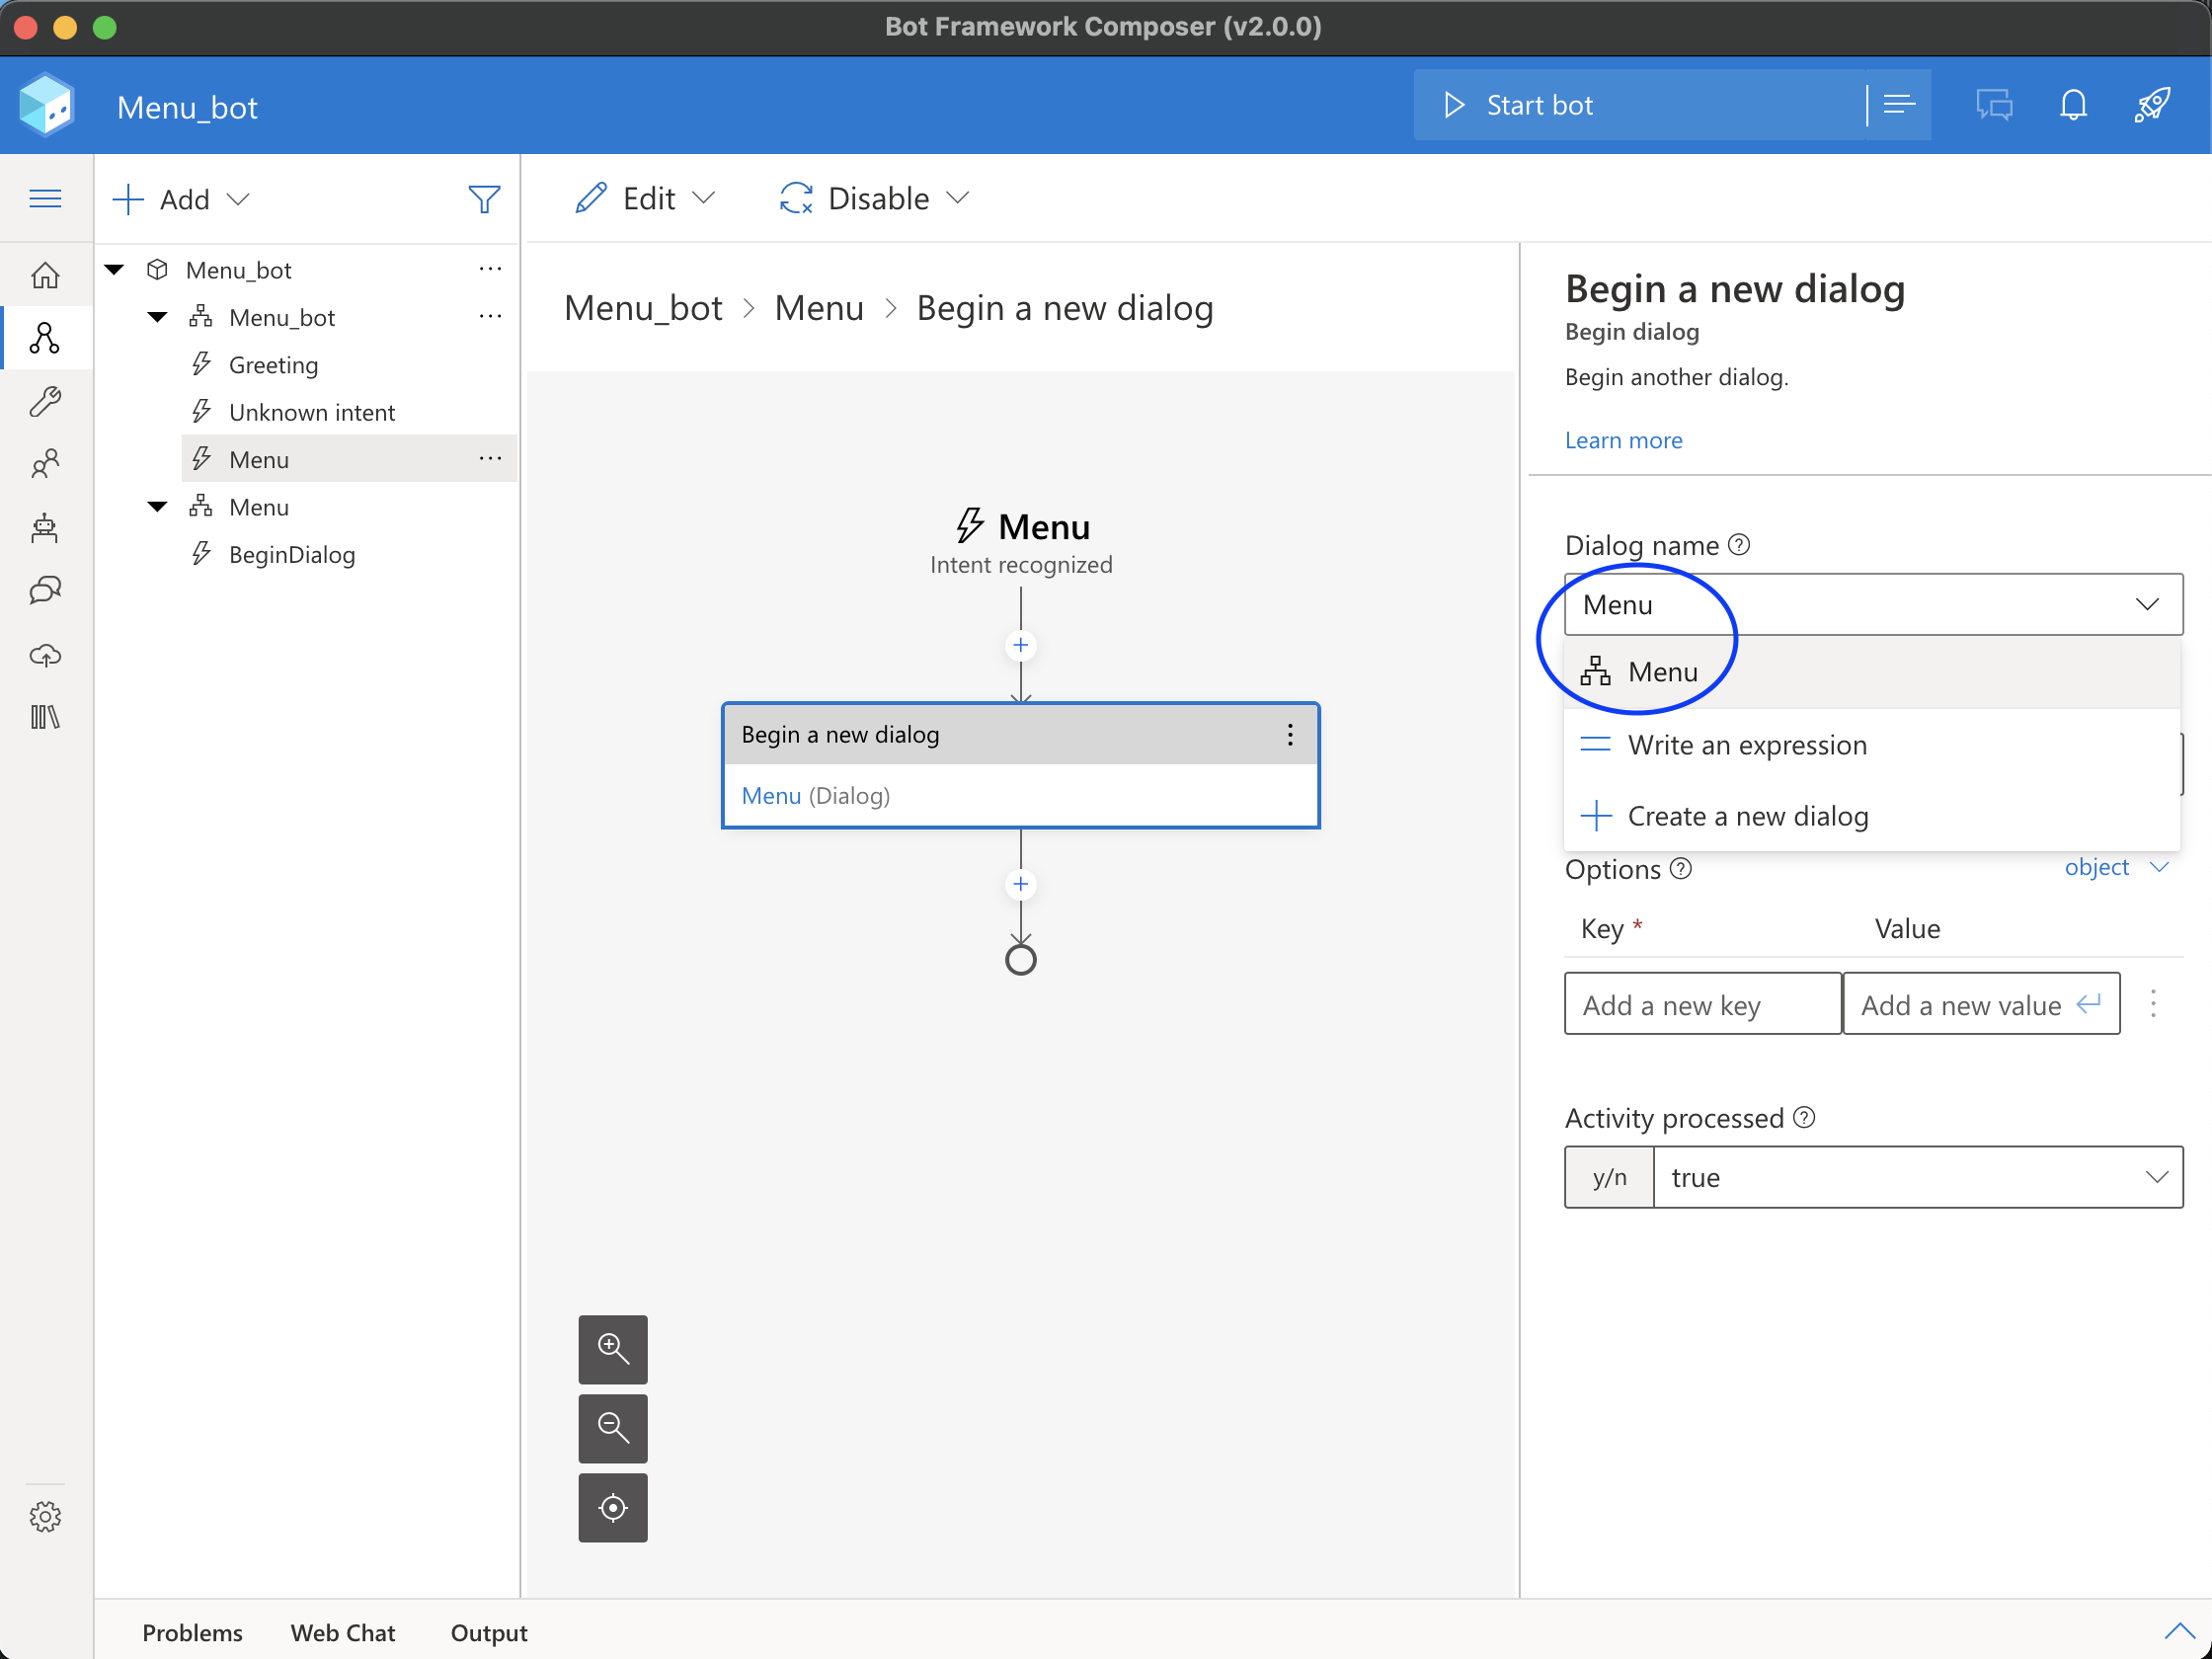 Bot Framework Composer (v2.0.0)
Menu_bot
Start bot
Add
Edit
Disable
Menu_bot
Menu_bot
Greeting
Unknown intent
Menu
Menu
BeginDialog
Menu_bot > Menu > Begin a new dialog
Menu
Intent recognized
Begin a new dialog
Menu (Dialog)
Begin a new dialog
Begin dialog
Begin another dialog.
Learn more
Dialog name
Menu
Menu
Write an expression
Create a new dialog
Options
object
Key * Value
Add a new key Add a new value
Activity processed
y/n true
Problems Web Chat Output